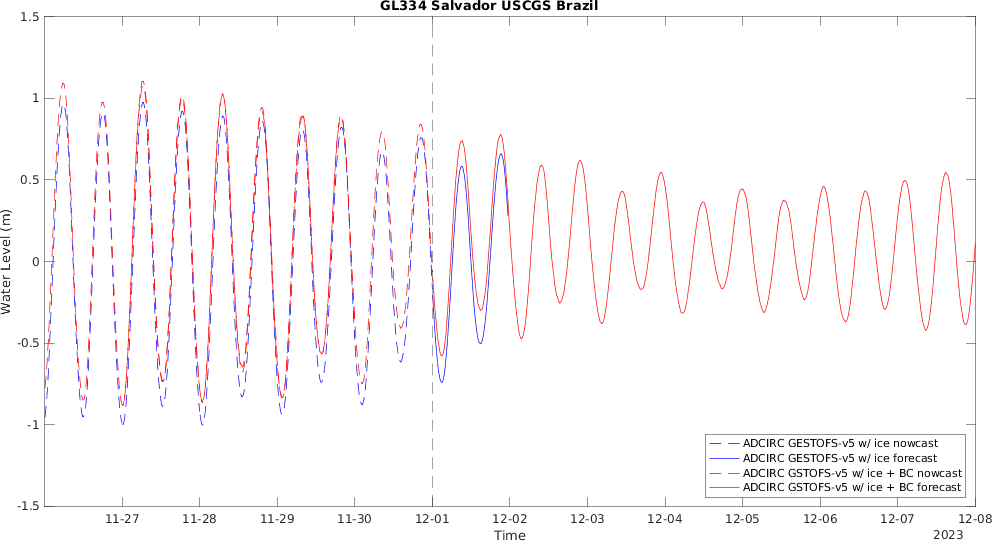 GL334 Salvador USCGS Brazil
1.5
1
0.5
0
-0.5
-1
-1.5
Water Level (m)
11-27 11-28 11-29 11-30 12-01 12-02 12-03 12-04 12-05 12-06 12-07 12-08
Time
2023
ADCIRC GESTOFS-v5 w/ ice nowcast
ADCIRC GESTOFS-v5 w/ ice forecast
ADCIRC GSTOFS-v5 w/ ice + BC nowcast
ADCIRC GSTOFS-v5 w/ ice + BC forecast